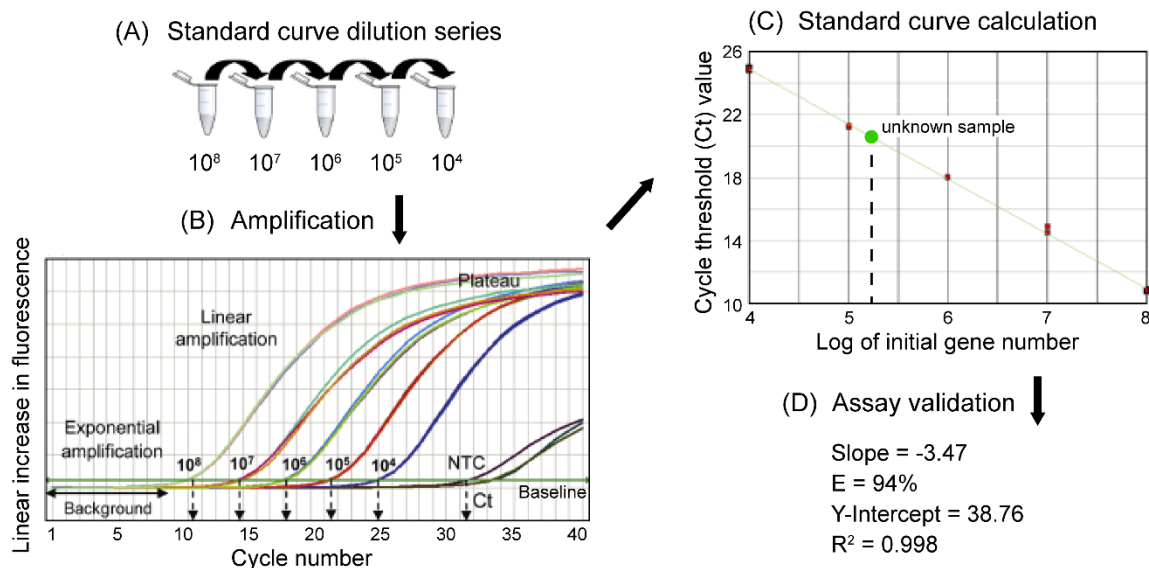 (A) Standard curve dilution series
10⁸ 10⁷ 10⁶ 10⁵ 10⁴
(B) Amplification
Linear increase in fluorescence
Plateau
Linear
amplification
Exponential
amplification
10⁸ 10⁷ 10⁶ 10⁵ 10⁴
NTC
Baseline
Background
Ct
1 5 10 15 20 25 30 35 40
Cycle number
(C) Standard curve calculation
Cycle threshold (Ct) value
26
22
18
14
10
unknown sample
4 5 6 7 8
Log of initial gene number
(D) Assay validation
Slope = -3.47
E = 94%
Y-Intercept = 38.76
R² = 0.998